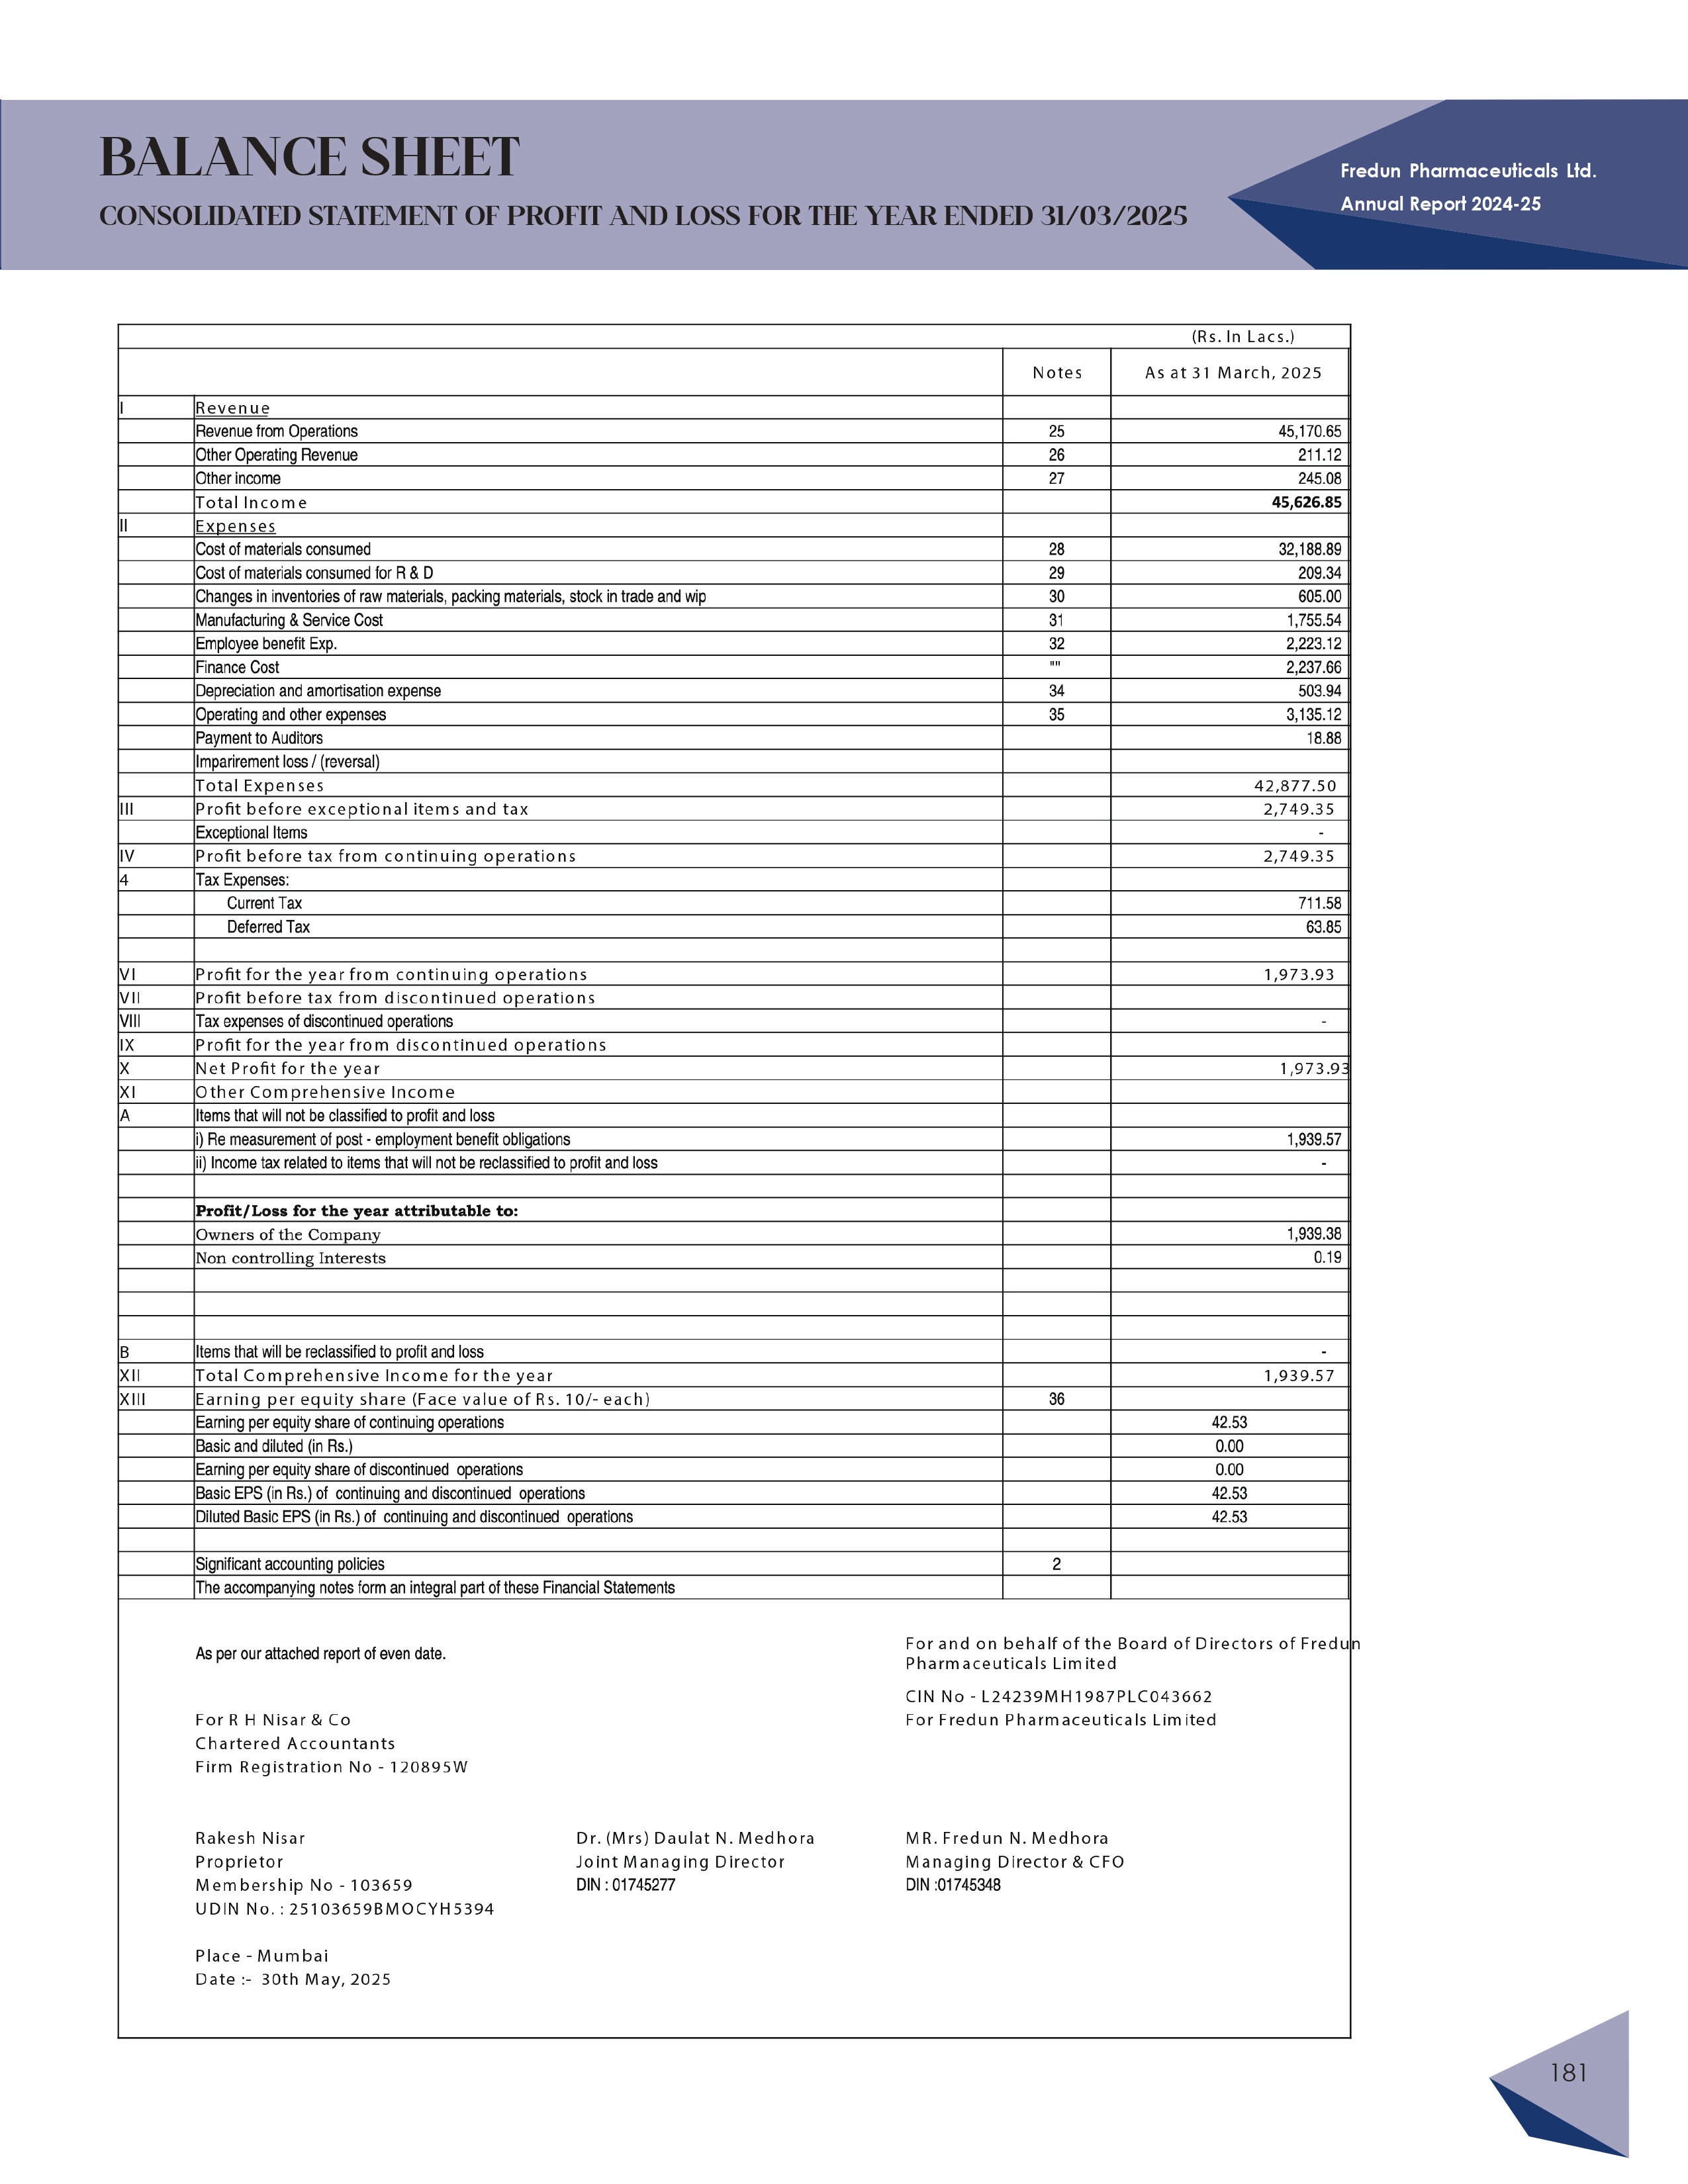 BALANCE SHEET
CONSOLIDATED STATEMENT OF PROFIT AND LOSS FOR THE YEAR ENDED 31/03/2025
Fredun Pharmaceuticals Ltd.
Annual Report 2024-25
(Rs. In Lacs.)
Notes As at 31 March, 2025
I Revenue
Revenue from Operations 25 45,170.65
Other Operating Revenue 26 211.12
Other income 27 245.08
Total Income 45,626.85
II Expenses
Cost of materials consumed 28 32,188.89
Cost of materials consumed for R & D 29 209.34
Changes in inventories of raw materials, packing materials, stock in trade and wip 30 605.00
Manufacturing & Service Cost 31 1,755.54
Employee benefit Exp. 32 2,223.12
Finance Cost "" 2,237.66
Depreciation and amortisation expense 34 503.94
Operating and other expenses 35 3,135.12
Payment to Auditors 18.88
Imparirement loss / (reversal)
Total Expenses 42,877.50
III Profit before exceptional items and tax 2,749.35
Exceptional Items -
IV Profit before tax from continuing operations 2,749.35
4 Tax Expenses:
Current Tax 711.58
Deferred Tax 63.85
VI Profit for the year from continuing operations 1,973.93
VII Profit before tax from discontinued operations
VIII Tax expenses of discontinued operations -
IX Profit for the year from discontinued operations
X Net Profit for the year 1,973.93
XI Other Comprehensive Income
A Items that will not be classified to profit and loss
i) Re measurement of post - employment benefit obligations 1,939.57
ii) Income tax related to items that will not be reclassified to profit and loss -
Profit/Loss for the year attributable to:
Owners of the Company 1,939.38
Non controlling Interests 0.19
B Items that will be reclassified to profit and loss -
XII Total Comprehensive Income for the year 1,939.57
XIII Earning per equity share (Face value of Rs. 10/- each) 36
Earning per equity share of continuing operations 42.53
Basic and diluted (in Rs.) 0.00
Earning per equity share of discontinued operations 0.00
Basic EPS (in Rs.) of continuing and discontinued operations 42.53
Diluted Basic EPS (in Rs.) of continuing and discontinued operations 42.53
Significant accounting policies 2
The accompanying notes form an integral part of these Financial Statements
As per our attached report of even date.
For and on behalf of the Board of Directors of Fredun
Pharmaceuticals Limited
CIN No - L24239MH1987PLC043662
For R H Nisar & Co For Fredun Pharmaceuticals Limited
Chartered Accountants
Firm Registration No - 120895W
Rakesh Nisar Dr. (Mrs) Daulat N. Medhora MR. Fredun N. Medhora
Proprietor Joint Managing Director Managing Director & CFO
Membership No - 103659 DIN : 01745277 DIN :01745348
UDIN No. : 25103659BMOCYH5394
Place - Mumbai
Date :- 30th May, 2025
181